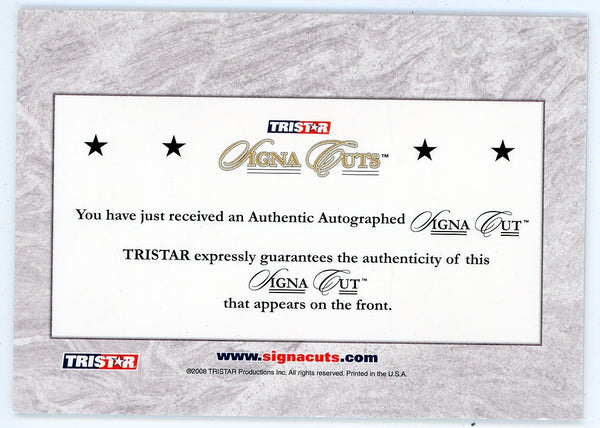 TRISTAR
SIGNA CUTS™
You have just received an Authentic Autographed SIGNA CUT™
TRISTAR expressly guarantees the authenticity of this
SIGNA CUT™
that appears on the front.
www.signacuts.com
TRISTAR
©2008 TRISTAR Productions Inc. All rights reserved. Printed in the U.S.A.